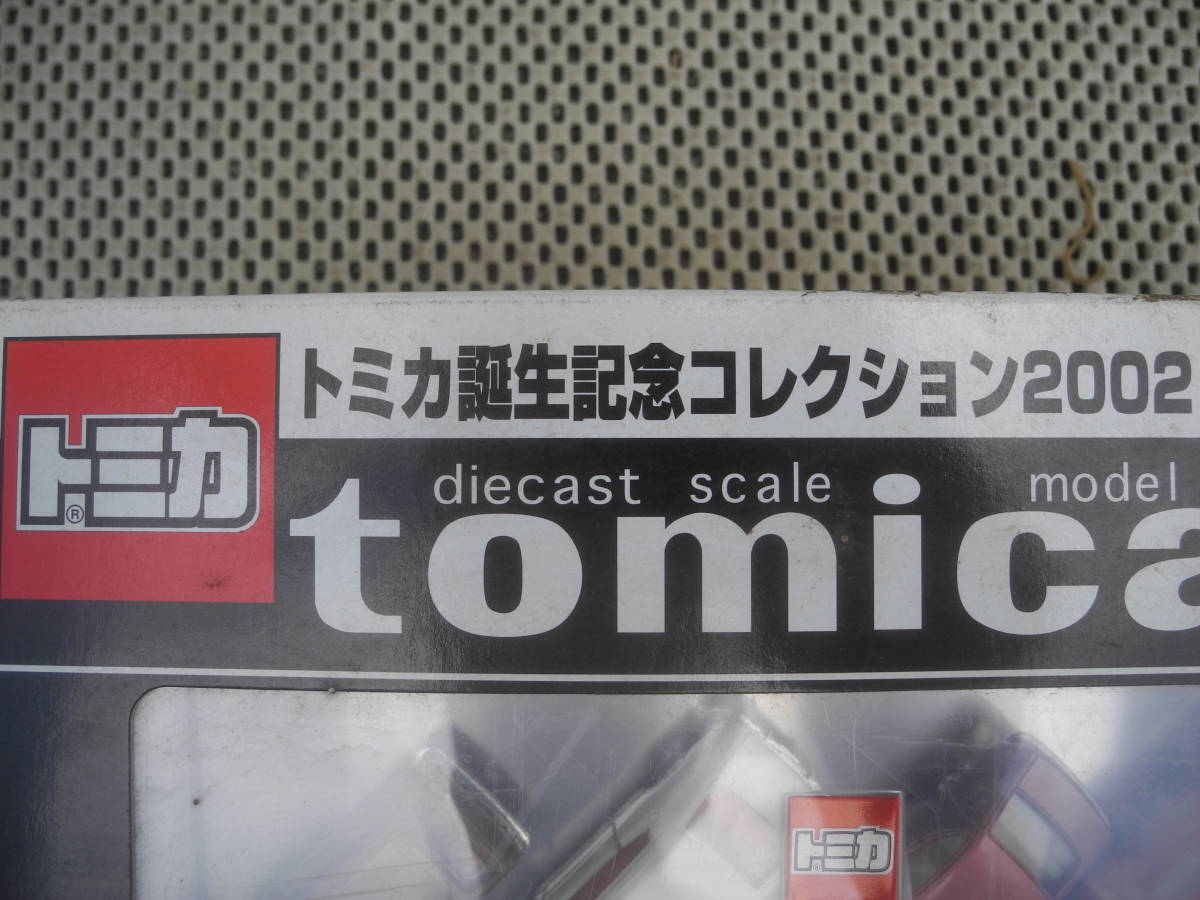 トミカ誕生記念コレクション2002
トミカ®
diecast scale model
tomica
トミカ®